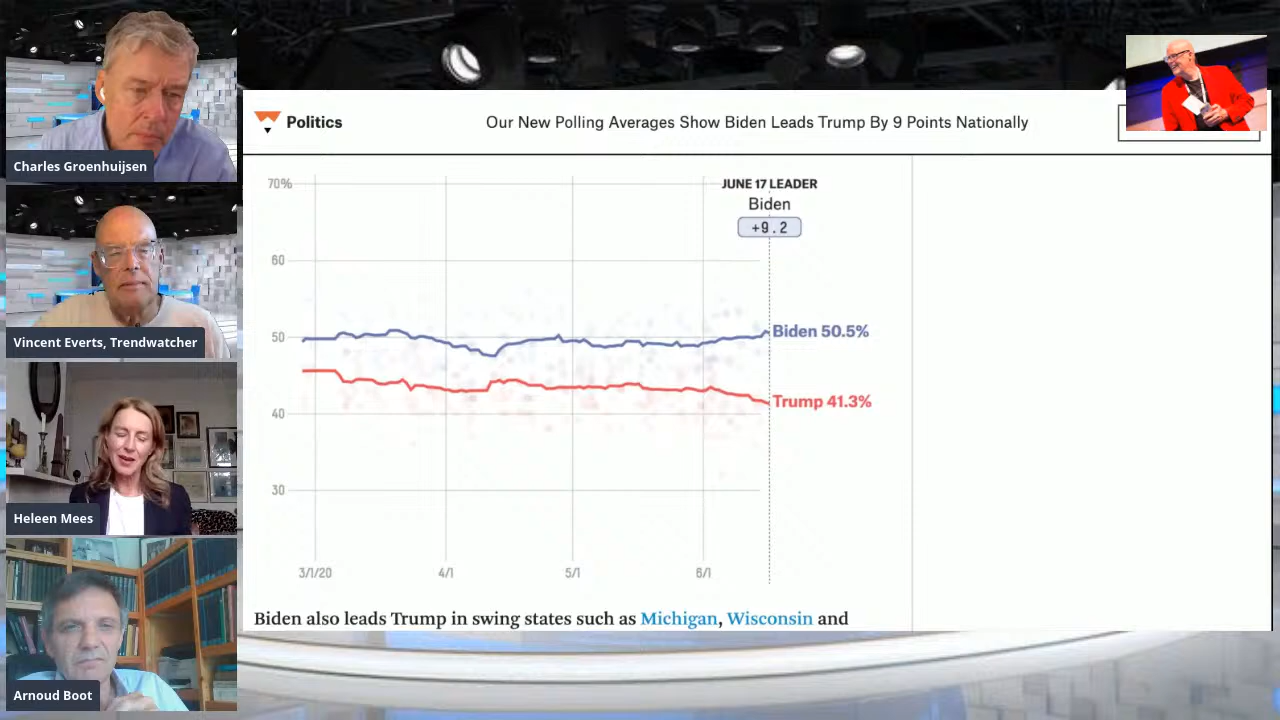 Charles Groenhuijsen
Vincent Everts, Trendwatcher
Heleen Mees
Arnoud Boot
Politics
Our New Polling Averages Show Biden Leads Trump By 9 Points Nationally
70%
60
50
40
30
JUNE 17 LEADER
Biden
+9.2
Biden 50.5%
Trump 41.3%
3/1/20 4/1 5/1 6/1
Biden also leads Trump in swing states such as Michigan, Wisconsin and